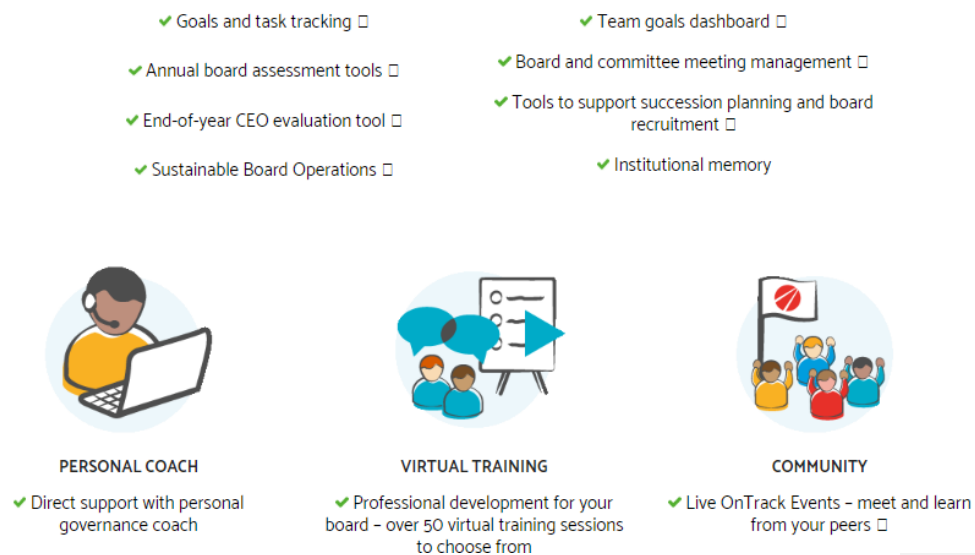 ✔ Goals and task tracking □
✔ Annual board assessment tools □
✔ End-of-year CEO evaluation tool □
✔ Sustainable Board Operations □
✔ Team goals dashboard □
✔ Board and committee meeting management □
✔ Tools to support succession planning and board
recruitment □
✔ Institutional memory
PERSONAL COACH
✔ Direct support with personal
governance coach
VIRTUAL TRAINING
✔ Professional development for your
board – over 50 virtual training sessions
to choose from
COMMUNITY
✔ Live OnTrack Events – meet and learn
from your peers □